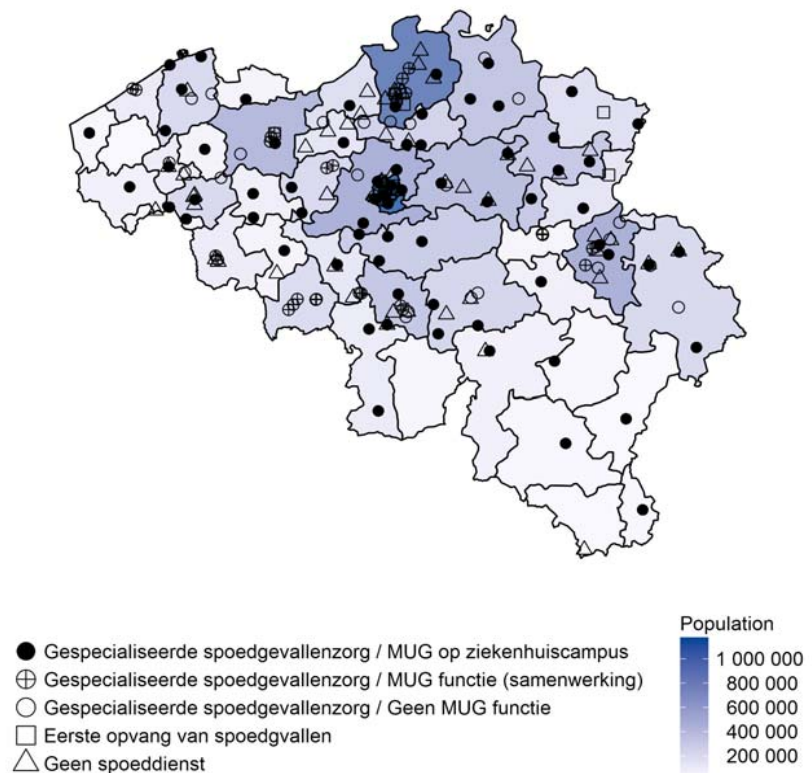 Population
1 000 000
800 000
600 000
400 000
200 000
Gespecialiseerde spoedgevallenzorg / MUG op ziekenhuiscampus
Gespecialiseerde spoedgevallenzorg / MUG functie (samenwerking)
Gespecialiseerde spoedgevallenzorg / Geen MUG functie
Eerste opvang van spoedgvallen
Geen spoeddienst